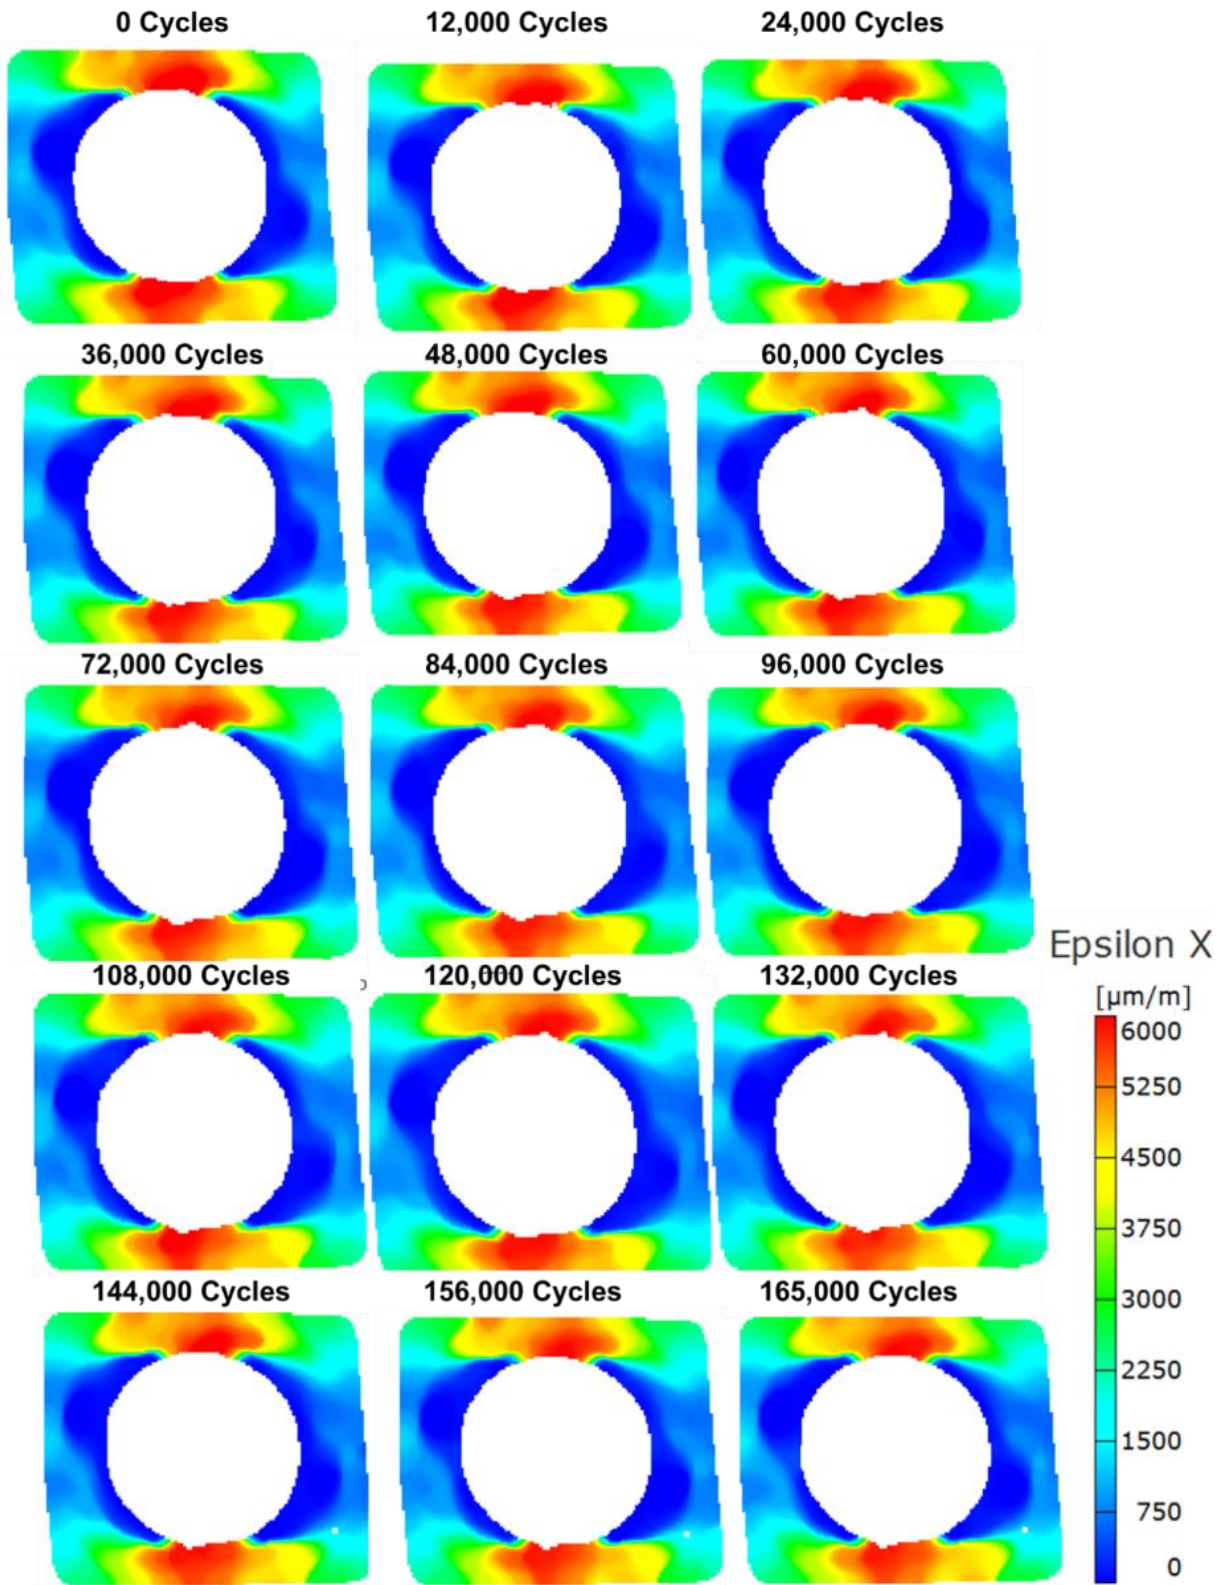 0 Cycles 12,000 Cycles 24,000 Cycles
36,000 Cycles 48,000 Cycles 60,000 Cycles
72,000 Cycles 84,000 Cycles 96,000 Cycles
Epsilon X
108,000 Cycles 120,000 Cycles 132,000 Cycles
[µm/m]
6000
5250
4500
3750
144,000 Cycles 156,000 Cycles 165,000 Cycles
3000
2250
1500
750
0